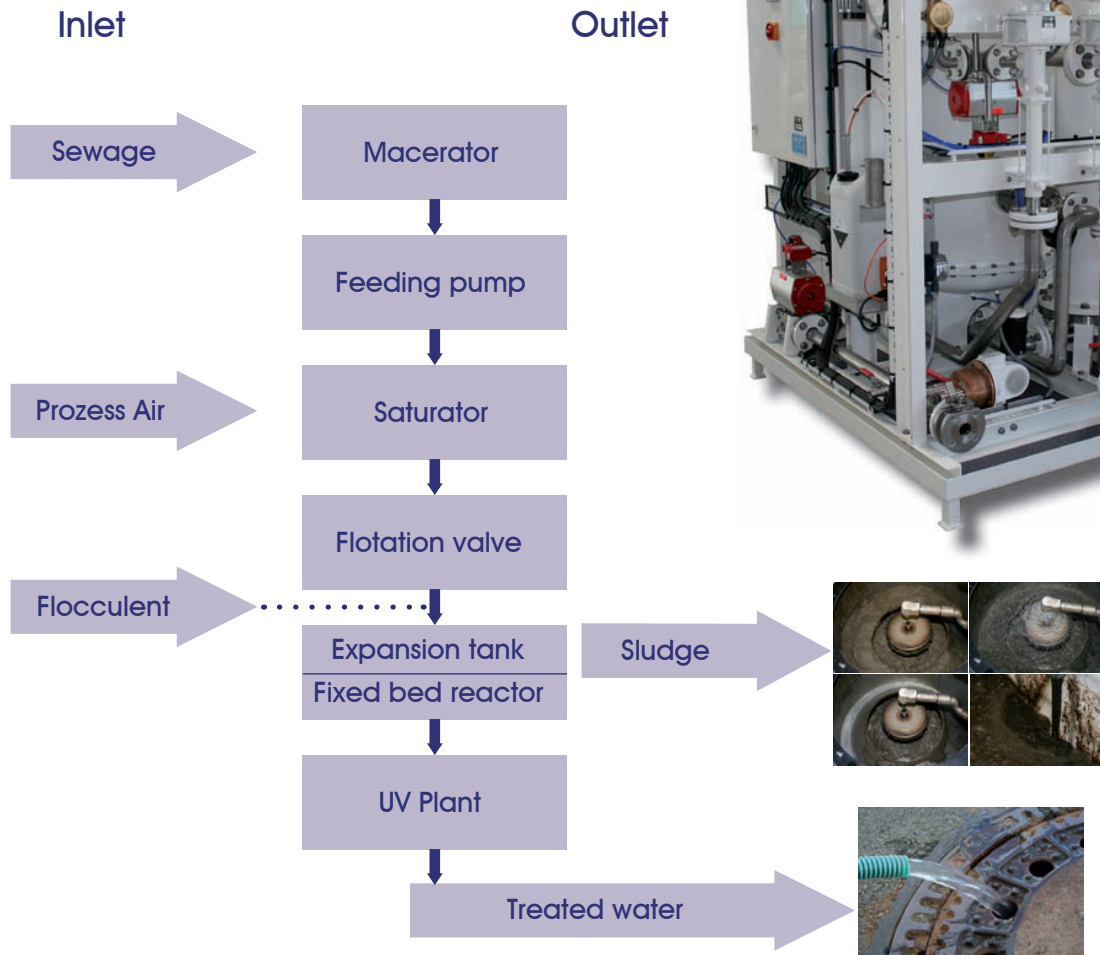 Inlet
Outlet
Sewage
Macerator
Feeding pump
Prozess Air
Saturator
Flotation valve
Flocculent
Expansion tank
Sludge
Fixed bed reactor
UV Plant
Treated water